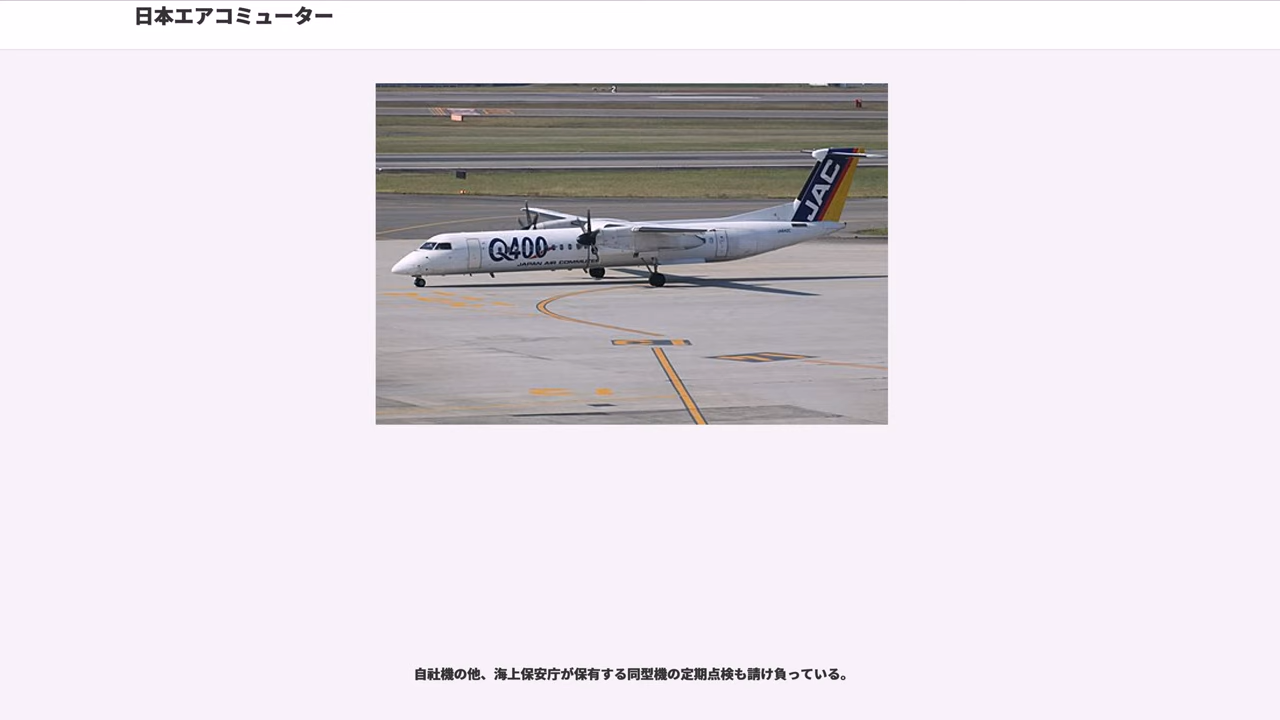 日本エアコミューター
JAC
Q400
JAPAN AIR COMMUTER
自社機の他、海上保安庁が保有する同型機の定期点検も請け負っている。